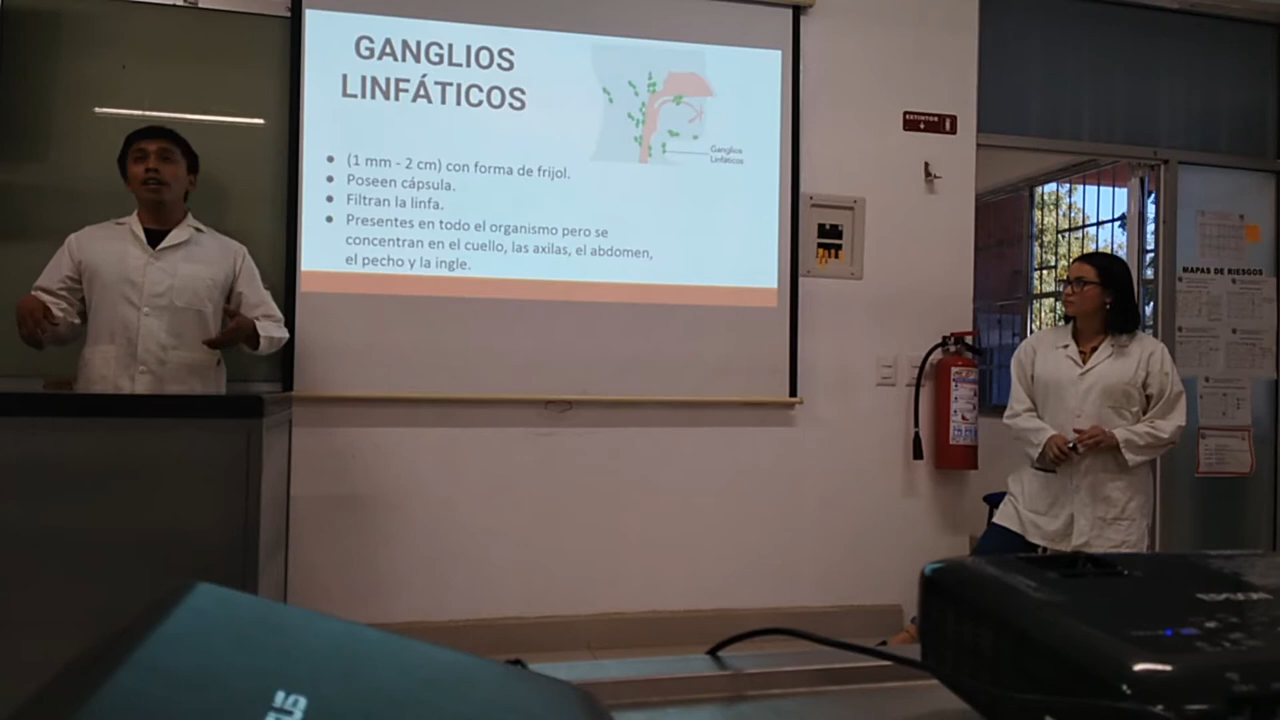 GANGLIOS
LINFÁTICOS
Ganglios
Linfáticos
● (1 mm - 2 cm) con forma de frijol.
● Poseen cápsula.
● Filtran la linfa.
● Presentes en todo el organismo pero se
concentran en el cuello, las axilas, el abdomen,
el pecho y la ingle.
EXTINTOR
MAPAS DE RIESGOS